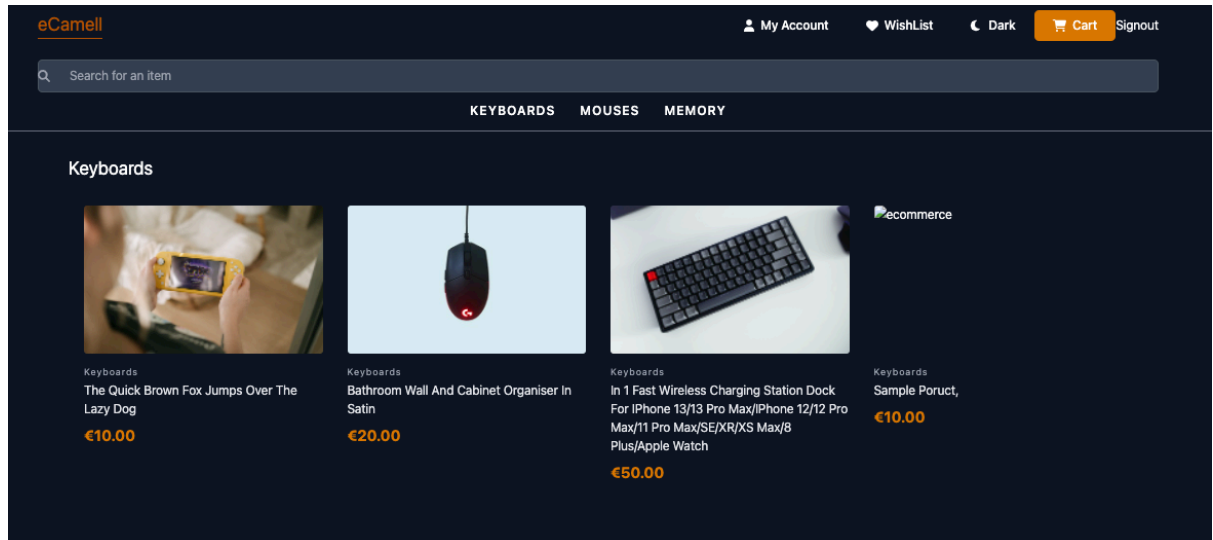 eCamell
My Account WishList Dark Cart Signout
Search for an item
KEYBOARDS MOUSES MEMORY
Keyboards
ecommerce
Keyboards
The Quick Brown Fox Jumps Over The
Lazy Dog
€10.00
Keyboards
Bathroom Wall And Cabinet Organiser In
Satin
€20.00
Keyboards
In 1 Fast Wireless Charging Station Dock
For IPhone 13/13 Pro Max/IPhone 12/12 Pro
Max/11 Pro Max/SE/XR/XS Max/8
Plus/Apple Watch
€50.00
Keyboards
Sample Poruct,
€10.00